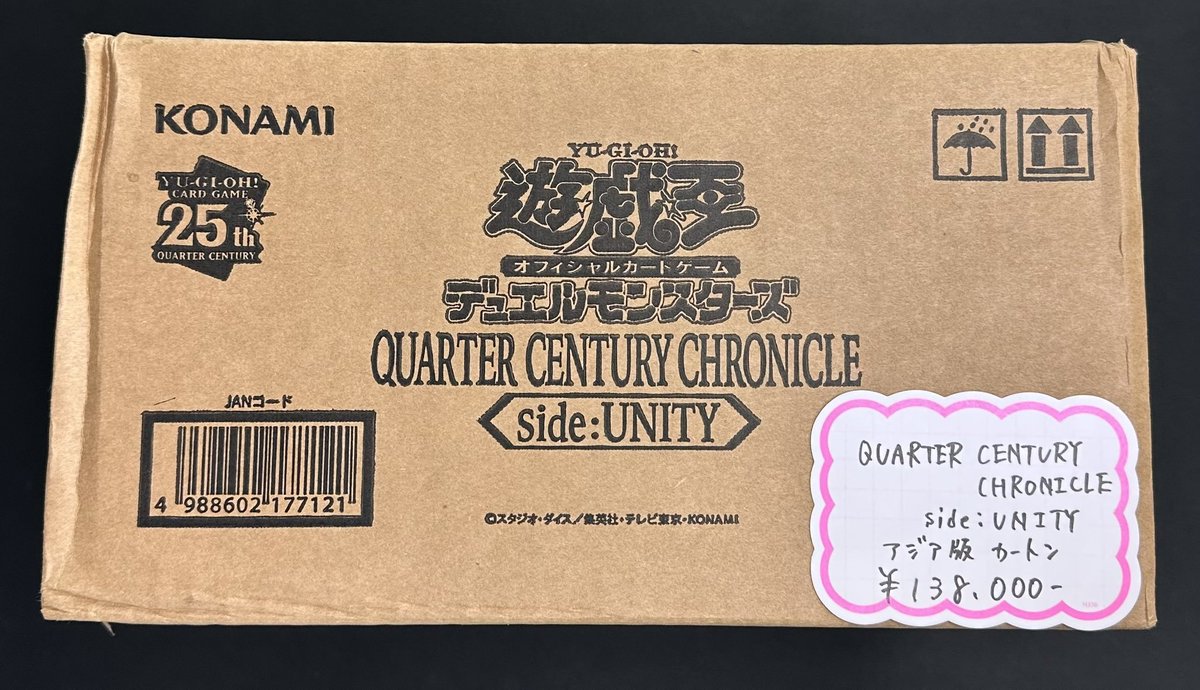 KONAMI
YU-GI-OH!
CARD GAME
25th
QUARTER CENTURY
YU-GI-OH!
遊戯王
オフィシャルカードゲーム
デュエルモンスターズ
QUARTER CENTURY CHRONICLE
side:UNITY
JANコード
4 988602 177121
©スタジオ・ダイス/集英社・テレビ東京・KONAMI
QUARTER CENTURY
CHRONICLE
side:UNITY
アジア版 カートン
¥138,000-